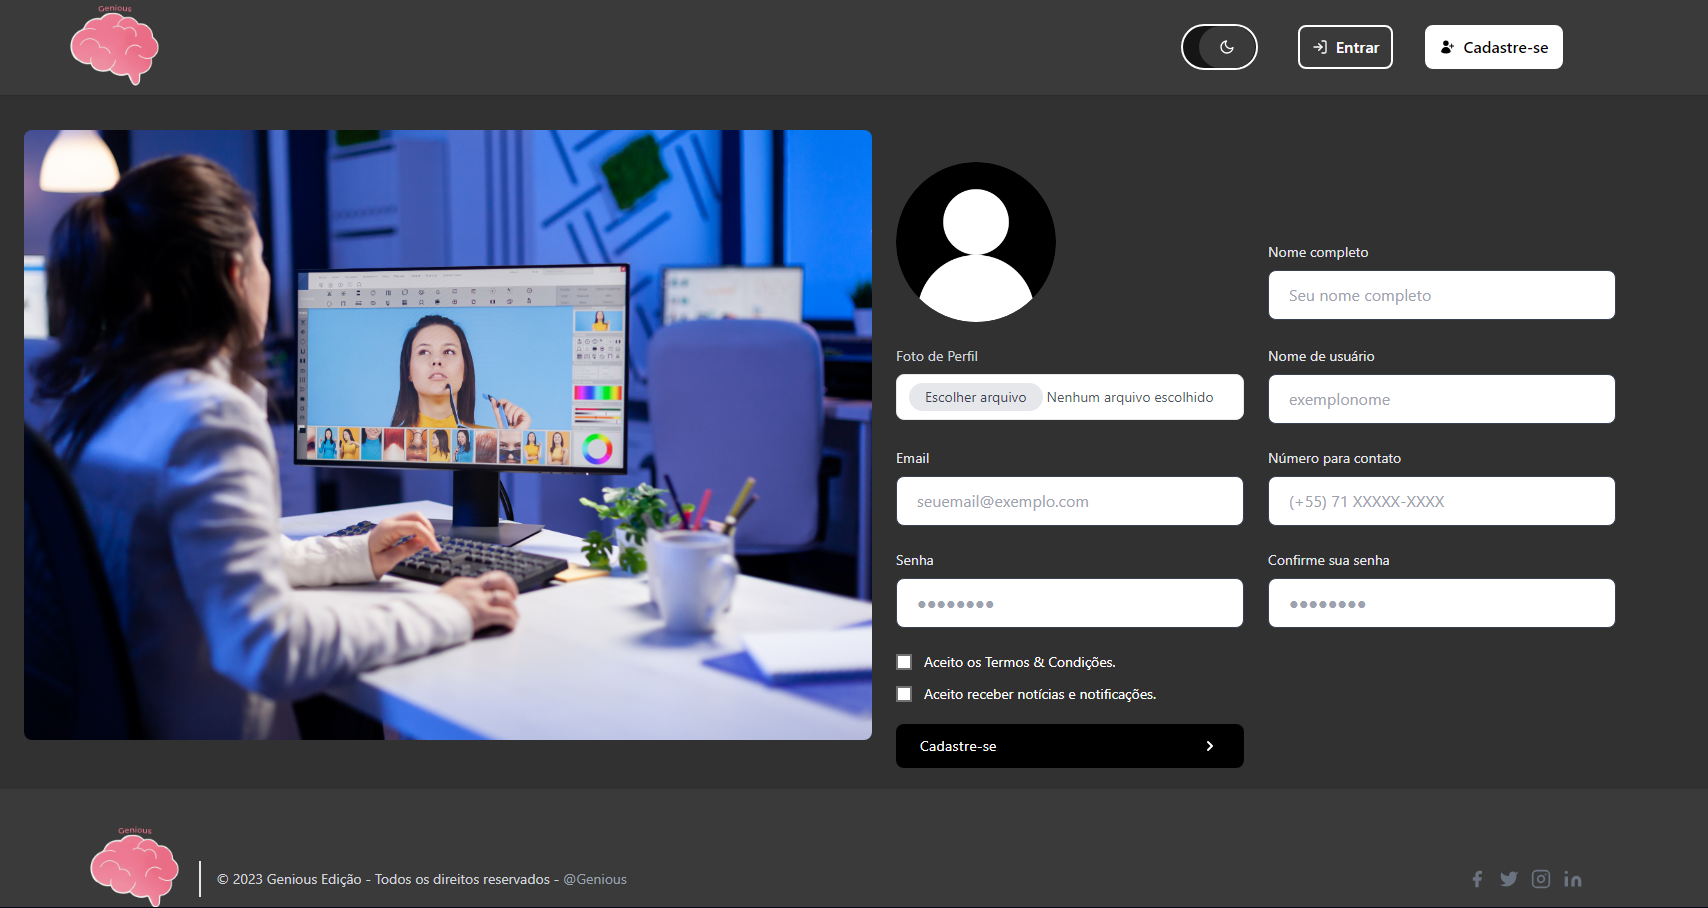 Genious
Entrar
Cadastre-se
Nome completo
Seu nome completo
Foto de Perfil
Escolher arquivo Nenhum arquivo escolhido
Nome de usuário
exemplonome
Email
seuemail@exemplo.com
Número para contato
(+55) 71 XXXXX-XXXX
Senha
Confirme sua senha
Aceito os Termos & Condições.
Aceito receber notícias e notificações.
Cadastre-se
Genious
© 2023 Genious Edição - Todos os direitos reservados - @Genious